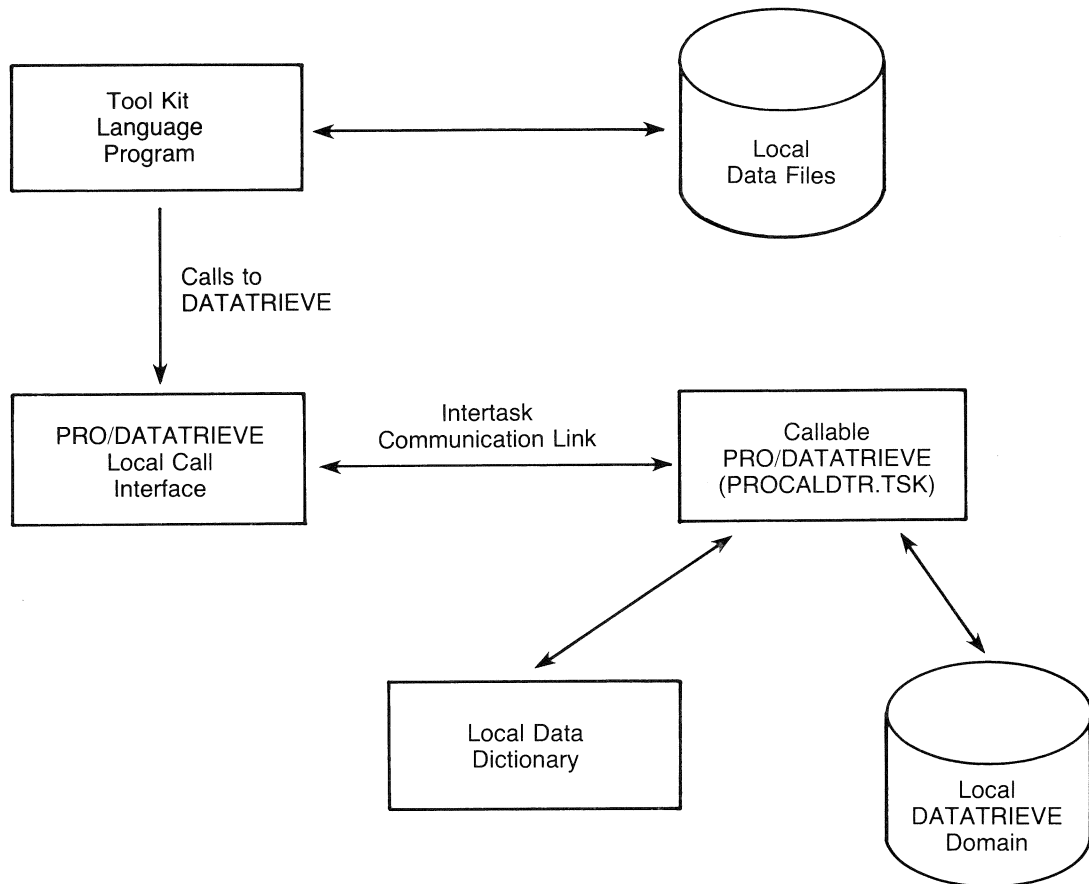 Tool Kit
Language
Program
Local
Data Files
Calls to
DATATRIEVE
PRO/DATATRIEVE
Local Call
Interface
Intertask
Communication Link
Callable
PRO/DATATRIEVE
(PROCALDTR.TSK)
Local Data
Dictionary
Local
DATATRIEVE
Domain